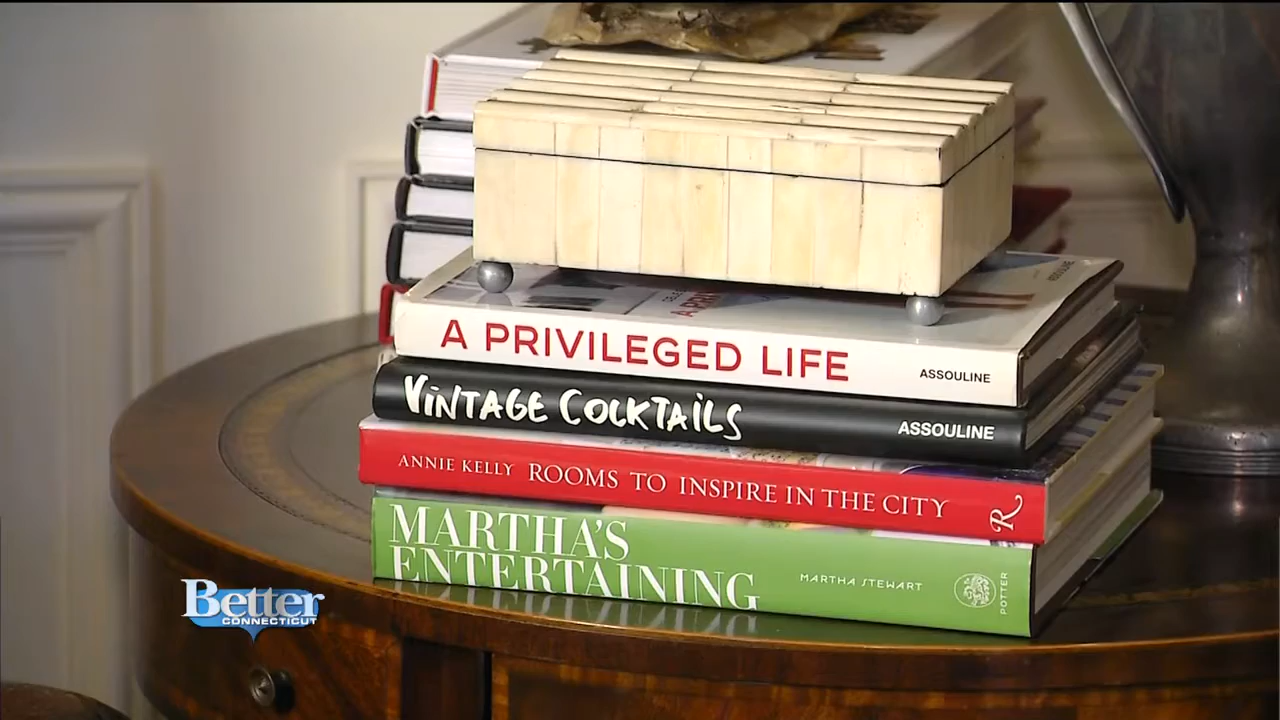 A PRIVILEGED LIFE ASSOULINE
VINTAGE COCKTAILS ASSOULINE
ANNIE KELLY ROOMS TO INSPIRE IN THE CITY R
MARTHA'S
ENTERTAINING
MARTHA STEWART
POTTER
Better
CONNECTICUT